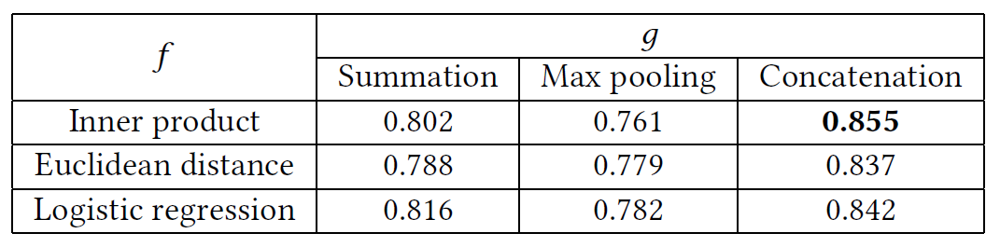 f g
Summation Max pooling Concatenation
Inner product 0.802 0.761 0.855
Euclidean distance 0.788 0.779 0.837
Logistic regression 0.816 0.782 0.842